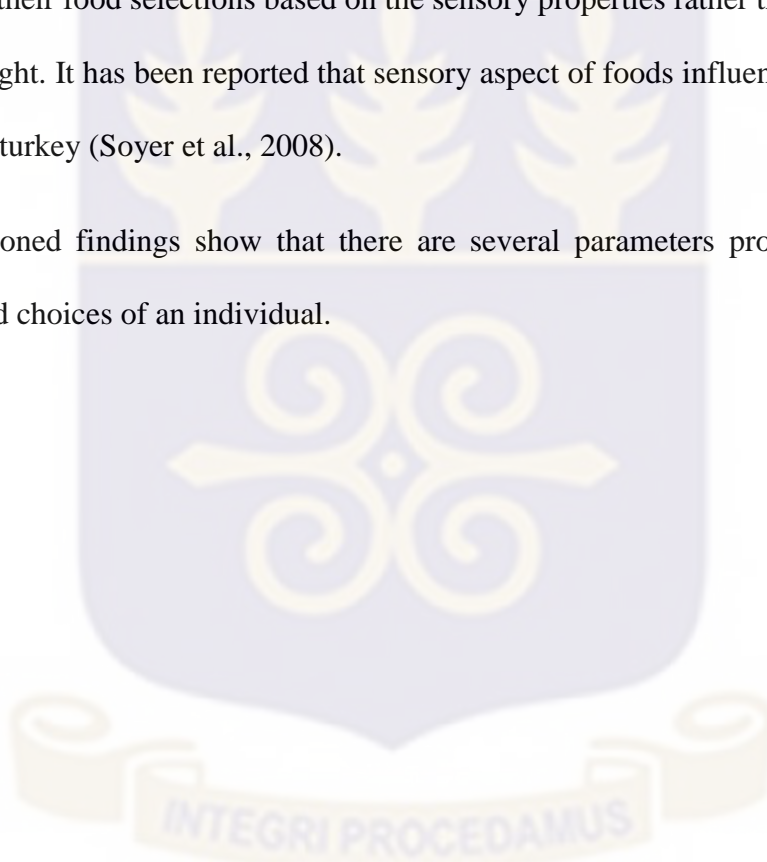 their food selections based on the sensory properties rather
ght. It has been reported that sensory aspect of foods
turkey (Soyer et al., 2008).
oned findings show that there are several parameters
d choices of an individual.
INTEGRI PROCEDAMUS